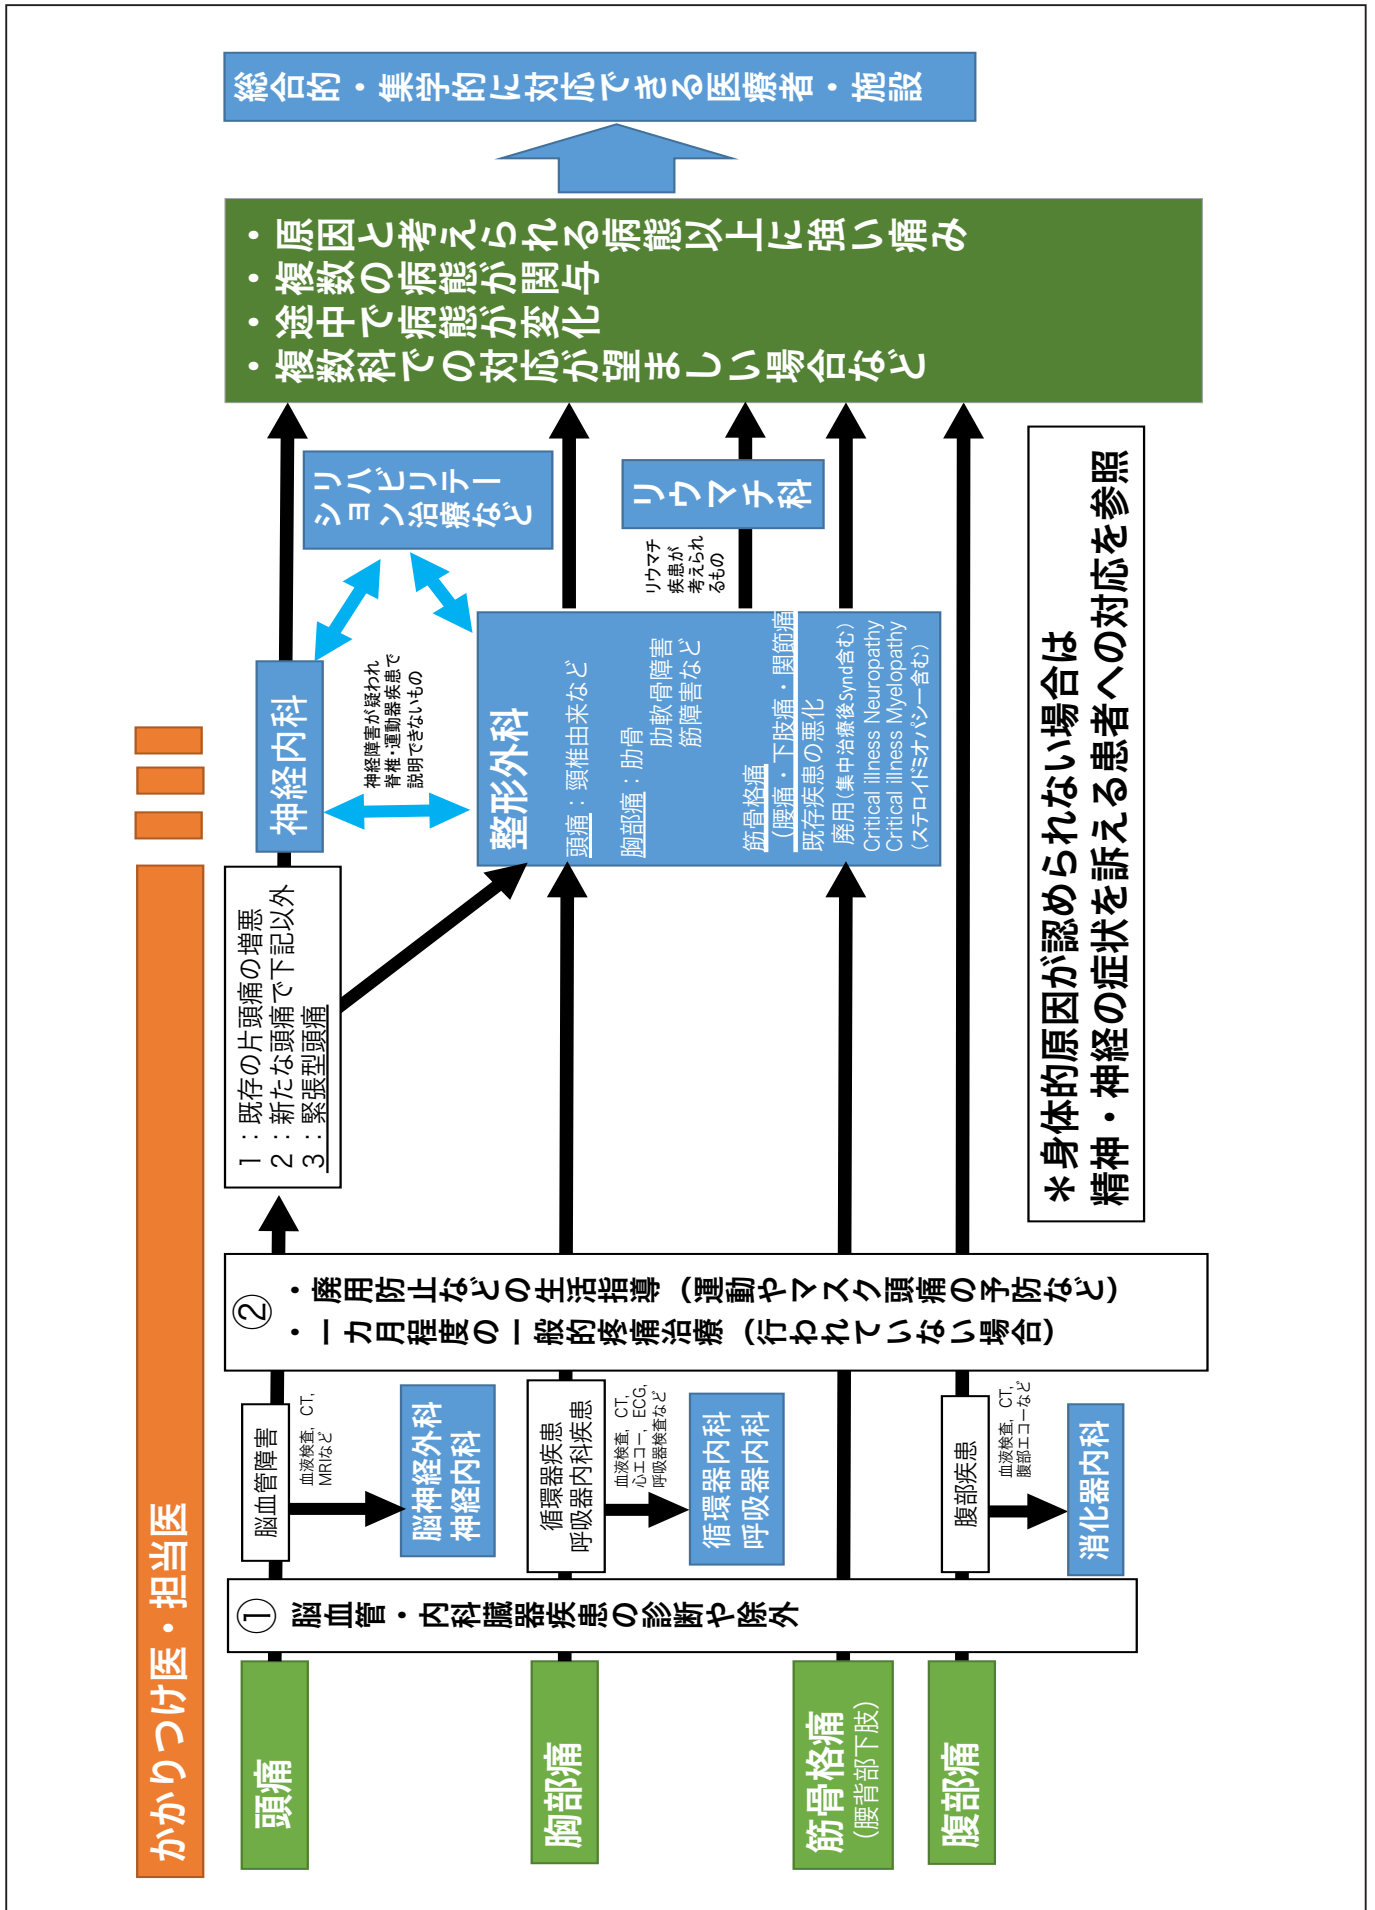 かかりつけ医・担当医
頭痛
胸部痛
筋骨格痛
（腰背部下肢）
腹部痛
① 脳血管・内科臓器疾患の診断や除外
脳血管障害
血液検査，CT，
MRIなど
脳神経外科
神経内科
循環器疾患
呼吸器内科疾患
血液検査，CT，
心エコー，ECG，
呼吸器検査など
循環器内科
呼吸器内科
腹部疾患
血液検査，CT，
腹部エコーなど
消化器内科
②
・廃用防止などの生活指導（運動やマスク頭痛の予防など）
・一カ月程度の一般的疼痛治療（行われていない場合）
1：既存の片頭痛の増悪
2：新たな頭痛で下記以外
3：緊張型頭痛
神経内科
神経障害が疑われ
脊椎・運動器疾患で
説明できないもの
リハビリテー
ション治療など
整形外科
頭痛：頸椎由来など
胸部痛：肋骨
肋軟骨障害
筋障害など
筋骨格痛
（腰痛・下肢痛・関節痛
既存疾患の悪化
廃用（集中治療後Synd含む）
Critical illness Neuropathy
Critical illness Myelopathy
（ステロイドミオパシー含む）
リウマチ
疾患が
考えられ
るもの
リウマチ科
・原因と考えられる病態以上に強い痛み
・複数の病態が関与
・途中で病態が変化
・複数科での対応が望ましい場合など
総合的・集学的に対応できる医療者・施設
＊身体的原因が認められない場合は
精神・神経の症状を訴える患者への対応を参照